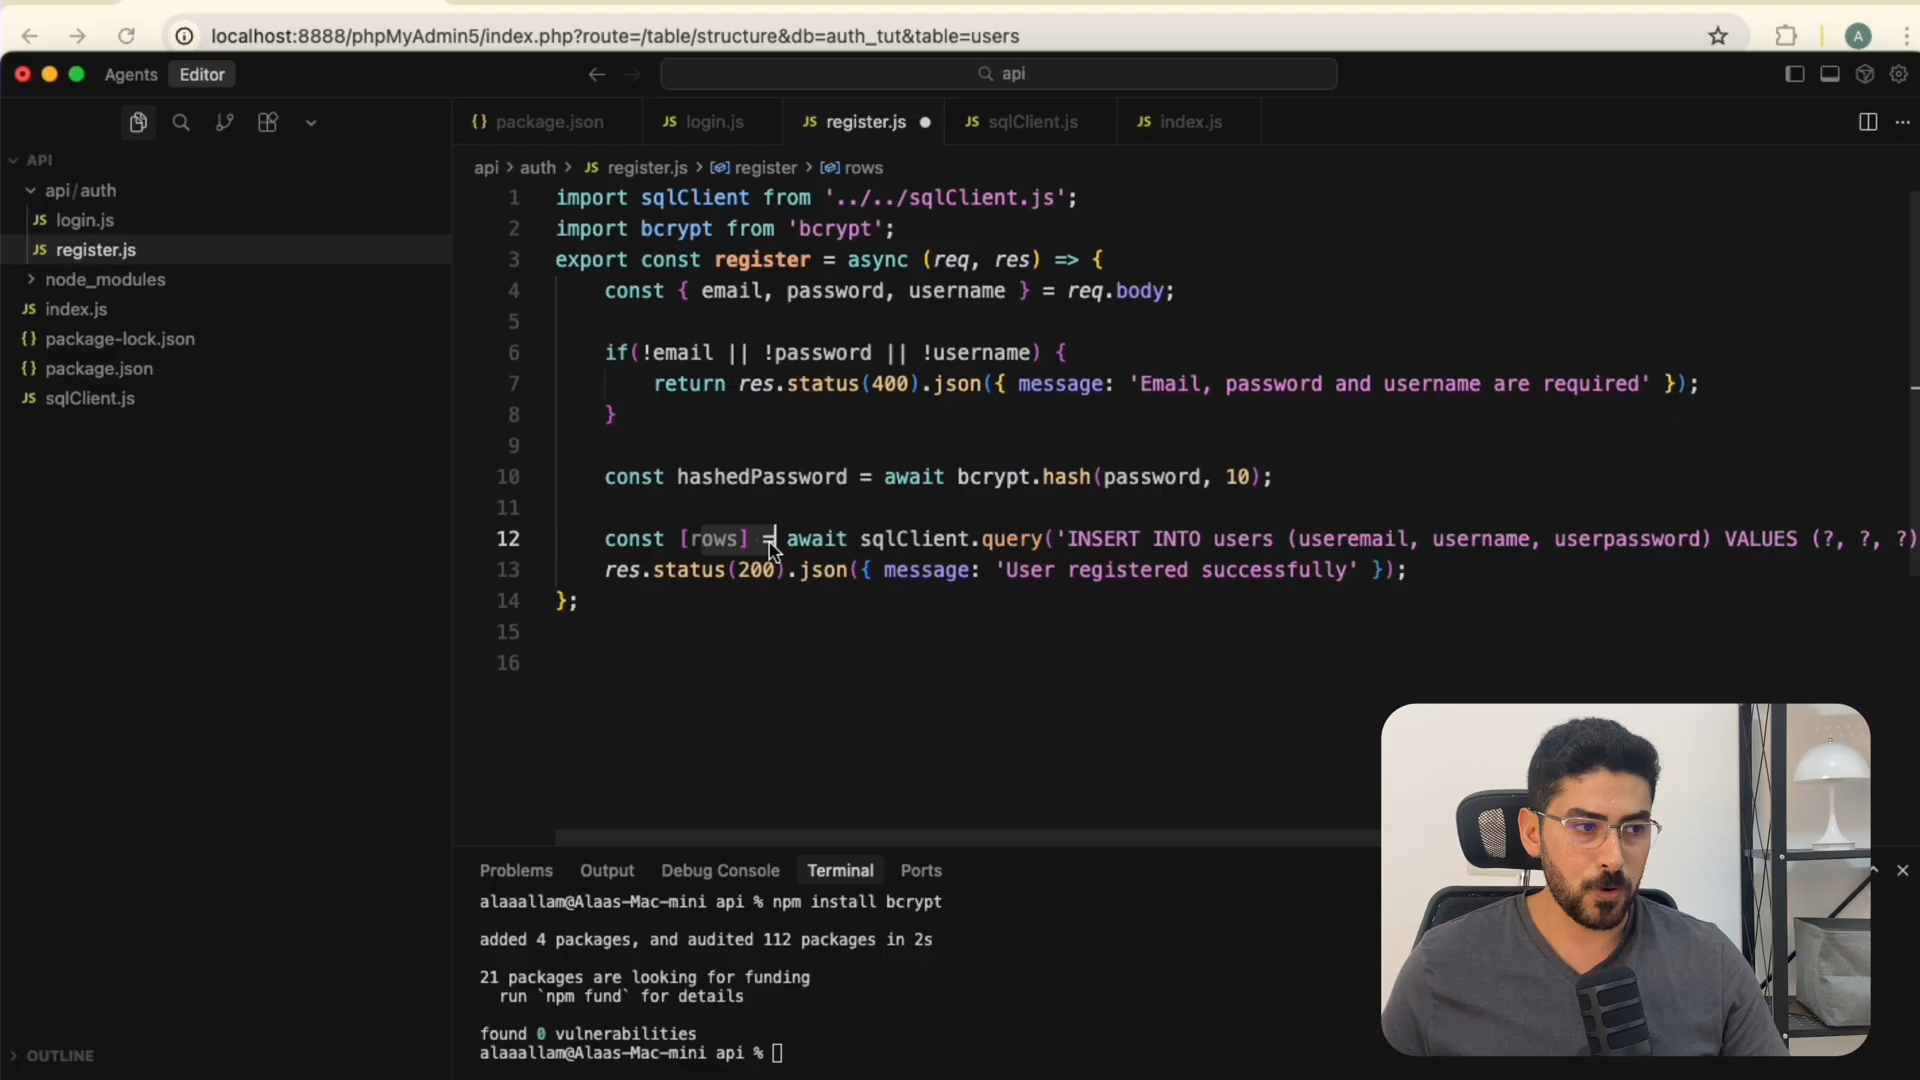 localhost:8888/phpMyAdmin5/index.php?route=/table/structure&db=auth_tut&table=users
A
Agents Editor
api
{} package.json JS login.js JS register.js JS sqlClient.js JS index.js
API
api > auth > JS register.js > register > rows
api/auth
JS login.js
JS register.js
node_modules
JS index.js
{} package-lock.json
{} package.json
JS sqlClient.js
1 import sqlClient from '../../sqlClient.js';
2 import bcrypt from 'bcrypt';
3 export const register = async (req, res) => {
4 const { email, password, username } = req.body;
5
6 if(!email || !password || !username) {
7 return res.status(400).json({ message: 'Email, password and username are required' });
8 }
9
10 const hashedPassword = await bcrypt.hash(password, 10);
11
12 const [rows] = await sqlClient.query('INSERT INTO users (useremail, username, userpassword) VALUES (?, ?, ?)
13 res.status(200).json({ message: 'User registered successfully' });
14 };
15
16
Problems Output Debug Console Terminal Ports
alaaallam@Alaas-Mac-mini api % npm install bcrypt
added 4 packages, and audited 112 packages in 2s
21 packages are looking for funding
run `npm fund` for details
found 0 vulnerabilities
alaaallam@Alaas-Mac-mini api %
OUTLINE